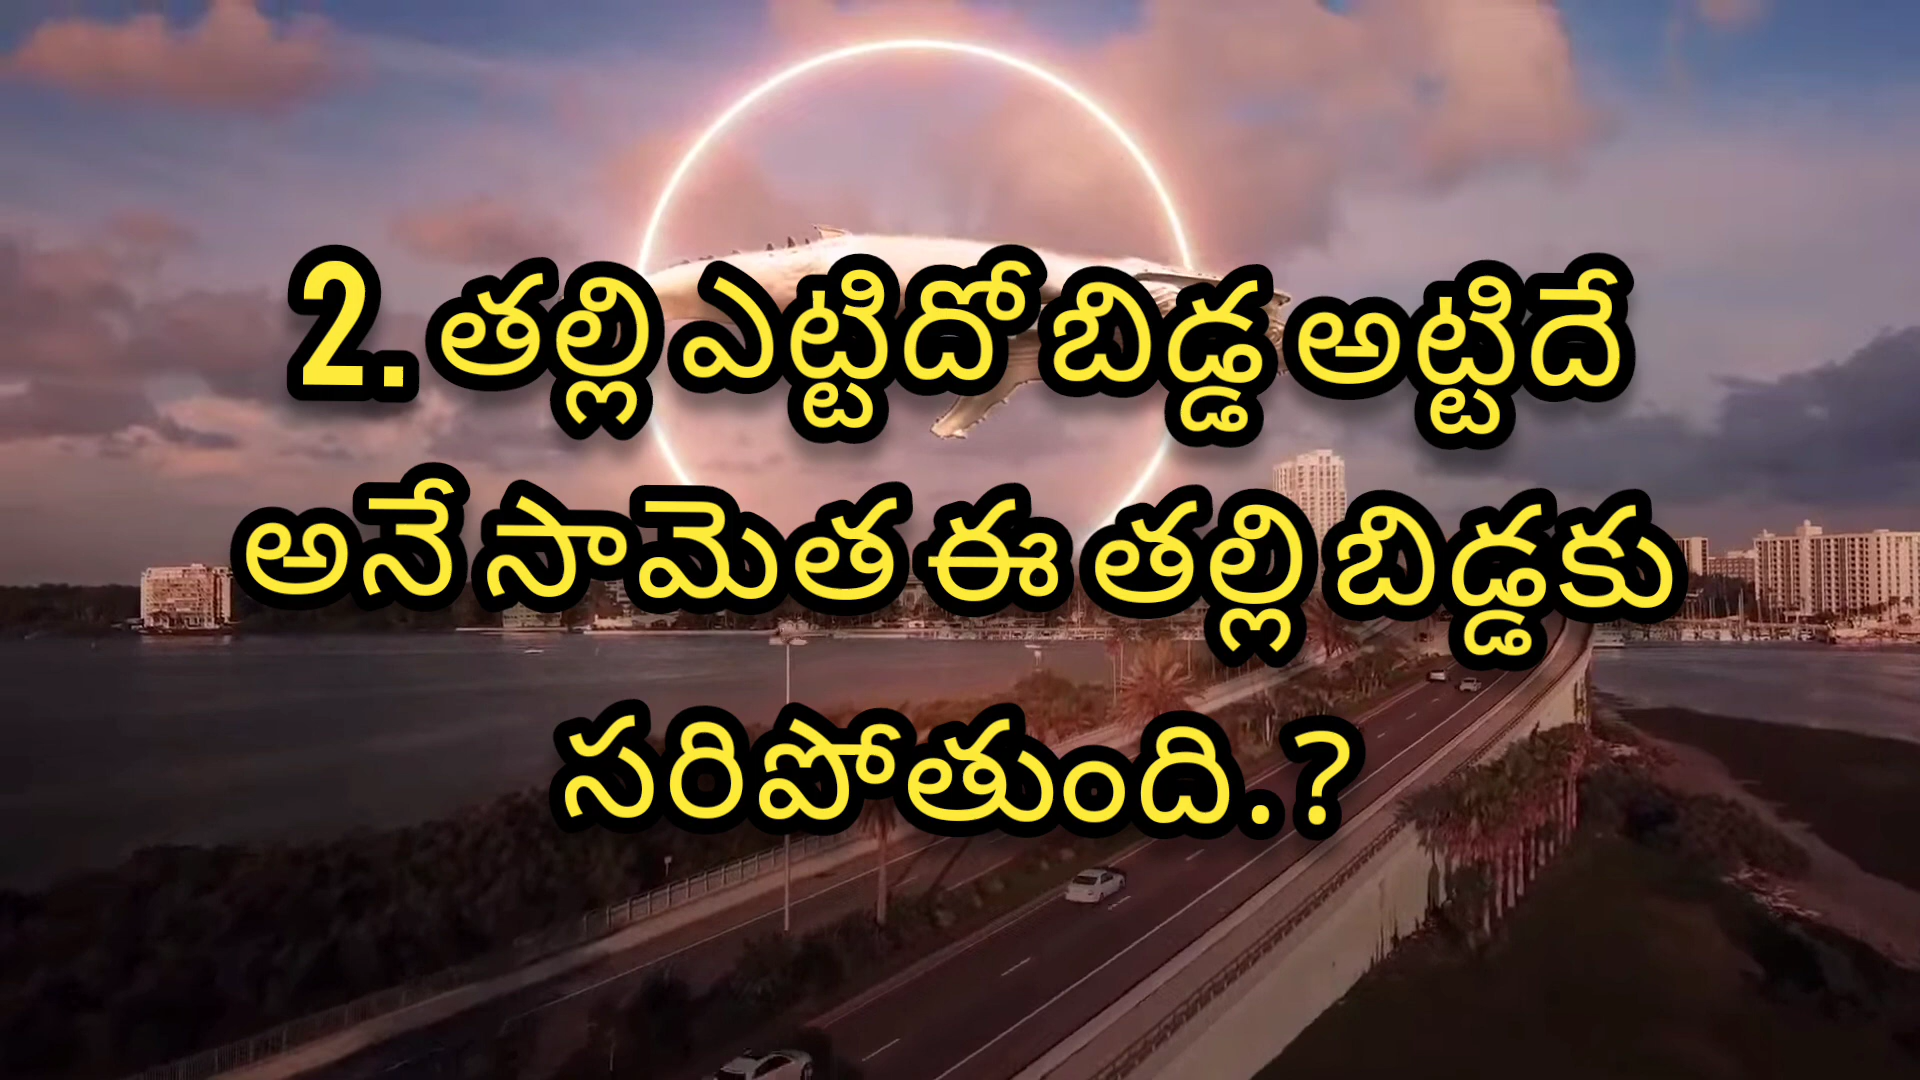 2. తల్లి ఎట్టిదో బిడ్డ అట్టిదే
అనే సామెత ఈ తల్లి బిడ్డకు
సరిపోతుంది.?